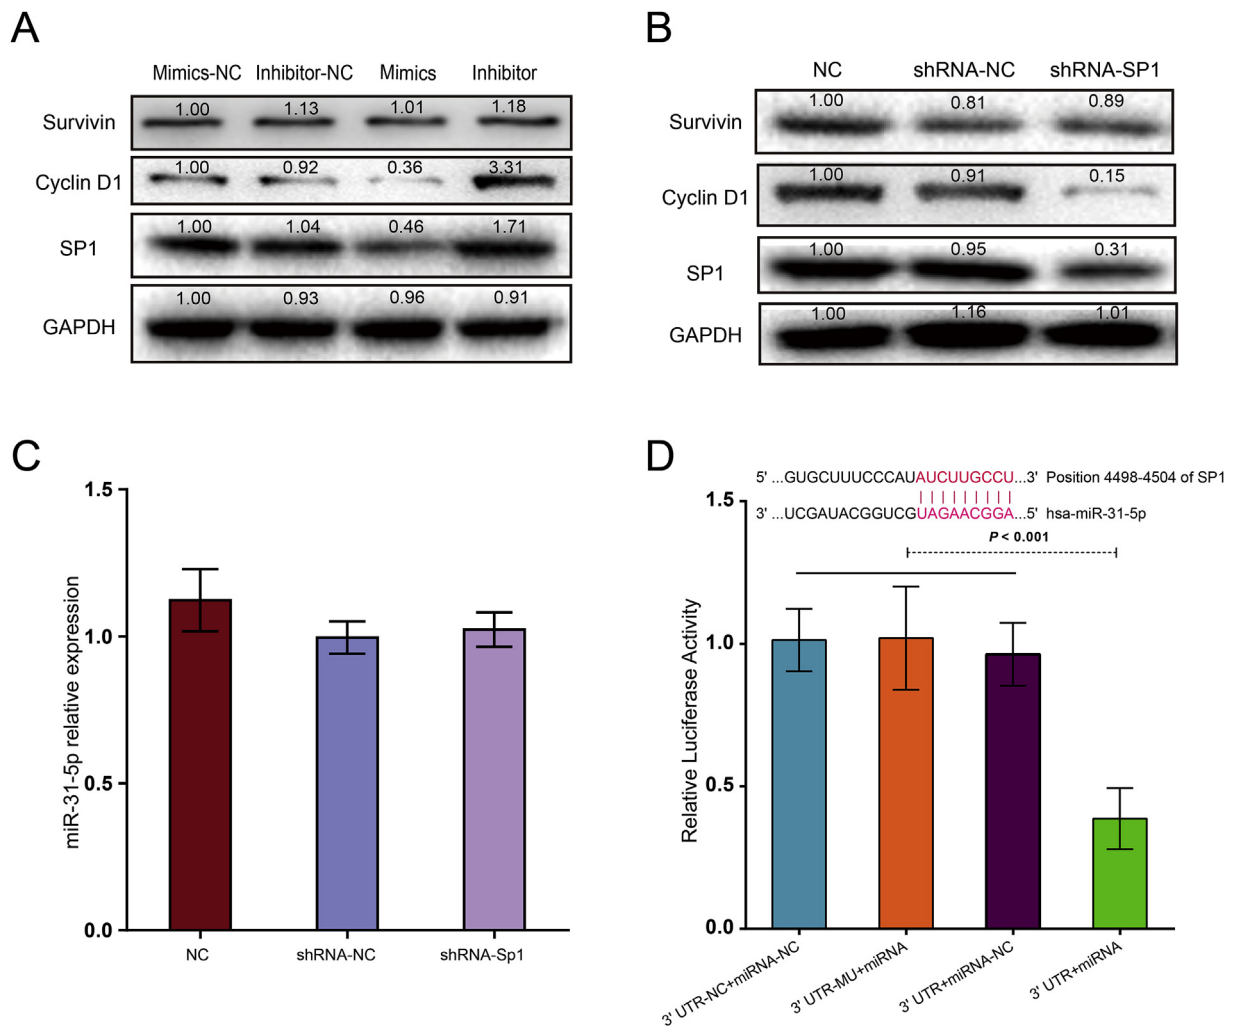 A
Mimics-NC Inhibitor-NC Mimics Inhibitor
Survivin 1.00 1.13 1.01 1.18
Cyclin D1 1.00 0.92 0.36 3.31
SP1 1.00 1.04 0.46 1.71
GAPDH 1.00 0.93 0.96 0.91
B
NC shRNA-NC shRNA-SP1
Survivin 1.00 0.81 0.89
Cyclin D1 1.00 0.91 0.15
SP1 1.00 0.95 0.31
GAPDH 1.00 1.16 1.01
C
miR-31-5p relative expression
1.5
1.0
0.5
0.0
NC shRNA-NC shRNA-Sp1
D
5' ...GUGCUUUCCCAUAUCUUGCCU...3' Position 4498-4504 of SP1
3' ...UCGAUACGGUCGUAGAACGGA...5' hsa-miR-31-5p
P < 0.001
Relative Luciferase Activity
1.5
1.0
0.5
0.0
3' UTR-NC+miRNA-NC
3' UTR-MU+miRNA
3' UTR+miRNA-NC
3' UTR+miRNA